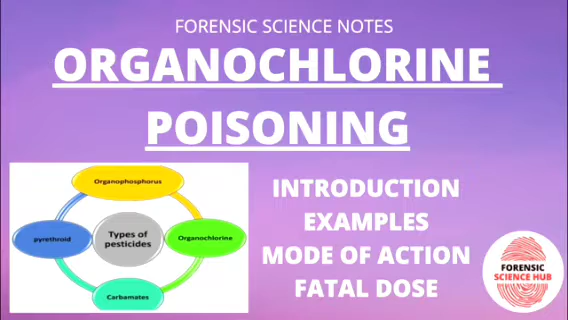 FORENSIC SCIENCE NOTES
ORGANOCHLORINE
POISONING
Organophosphorus
pyrethroid
Types of
pesticides
Organochlorine
Carbamates
INTRODUCTION
EXAMPLES
MODE OF ACTION
FATAL DOSE
FORENSIC
SCIENCE HUB